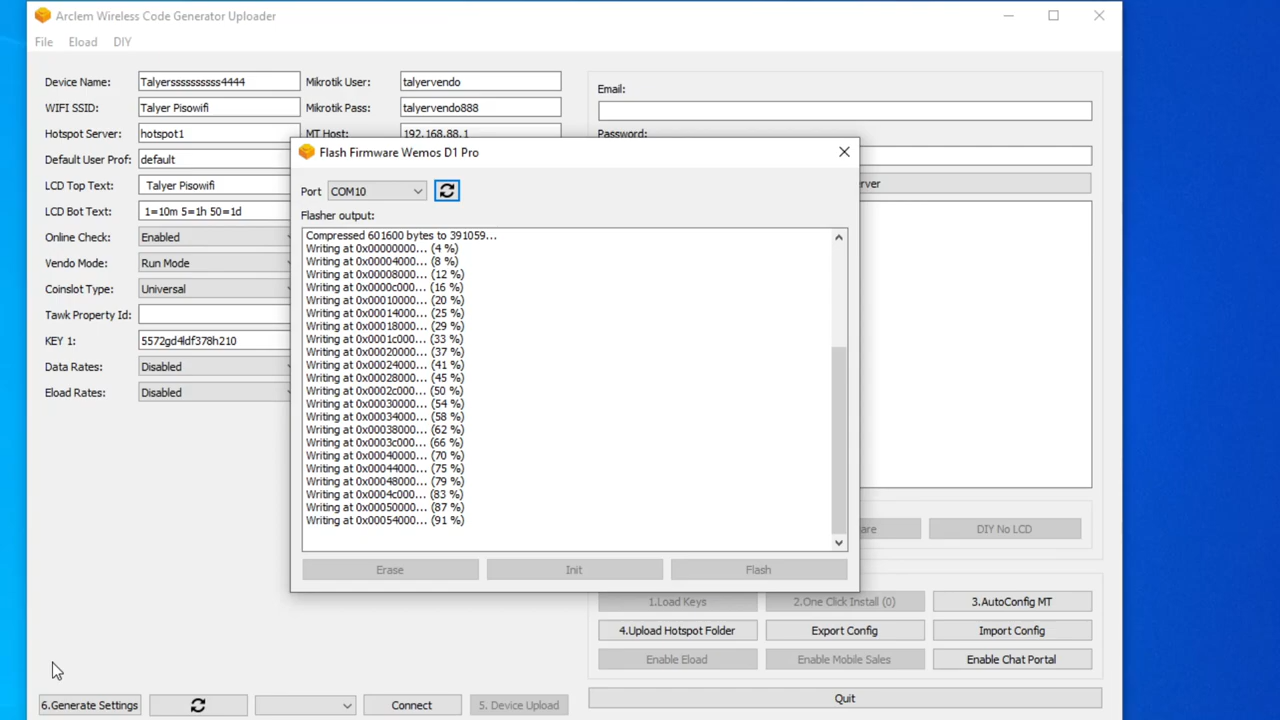 Arclem Wireless Code Generator Uploader
File Eload DIY
Device Name: Talyerssssssssss4444 Mikrotik User: talyervendo
Email:
WIFI SSID: Talyer Pisowifi Mikrotik Pass: talyervendo888
Hotspot Server: hotspot1 MT Host: 192.168.88.1
Password:
Default User Prof: default
LCD Top Text: Talyer Pisowifi
erver
LCD Bot Text: 1=10m 5=1h 50=1d
Online Check: Enabled
Vendo Mode: Run Mode
Coinslot Type: Universal
Tawk Property Id:
KEY 1: 5572gd4ldf378h210
Data Rates: Disabled
Eload Rates: Disabled
Flash Firmware Wemos D1 Pro
Port COM10
Flasher output:
Compressed 601600 bytes to 391059...
Writing at 0x00000000... (4 %)
Writing at 0x00004000... (8 %)
Writing at 0x00008000... (12 %)
Writing at 0x0000c000... (16 %)
Writing at 0x00010000... (20 %)
Writing at 0x00014000... (25 %)
Writing at 0x00018000... (29 %)
Writing at 0x0001c000... (33 %)
Writing at 0x00020000... (37 %)
Writing at 0x00024000... (41 %)
Writing at 0x00028000... (45 %)
Writing at 0x0002c000... (50 %)
Writing at 0x00030000... (54 %)
Writing at 0x00034000... (58 %)
Writing at 0x00038000... (62 %)
Writing at 0x0003c000... (66 %)
Writing at 0x00040000... (70 %)
Writing at 0x00044000... (75 %)
Writing at 0x00048000... (79 %)
Writing at 0x0004c000... (83 %)
Writing at 0x00050000... (87 %)
Writing at 0x00054000... (91 %)
Erase Init Flash
are DIY No LCD
1.Load Keys 2.One Click Install (0) 3.AutoConfig MT
4.Upload Hotspot Folder Export Config Import Config
Enable Eload Enable Mobile Sales Enable Chat Portal
6.Generate Settings Connect 5. Device Upload Quit